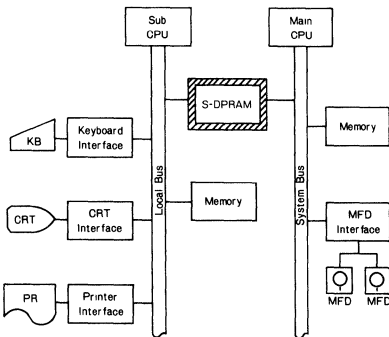 Sub
CPU
Main
CPU
S-DPRAM
KB
Keyboard
Interface
Memory
Local Bus
System Bus
Memory
CRT
CRT
Interface
MFD
Interface
PR
Printer
Interface
MFD
MFD